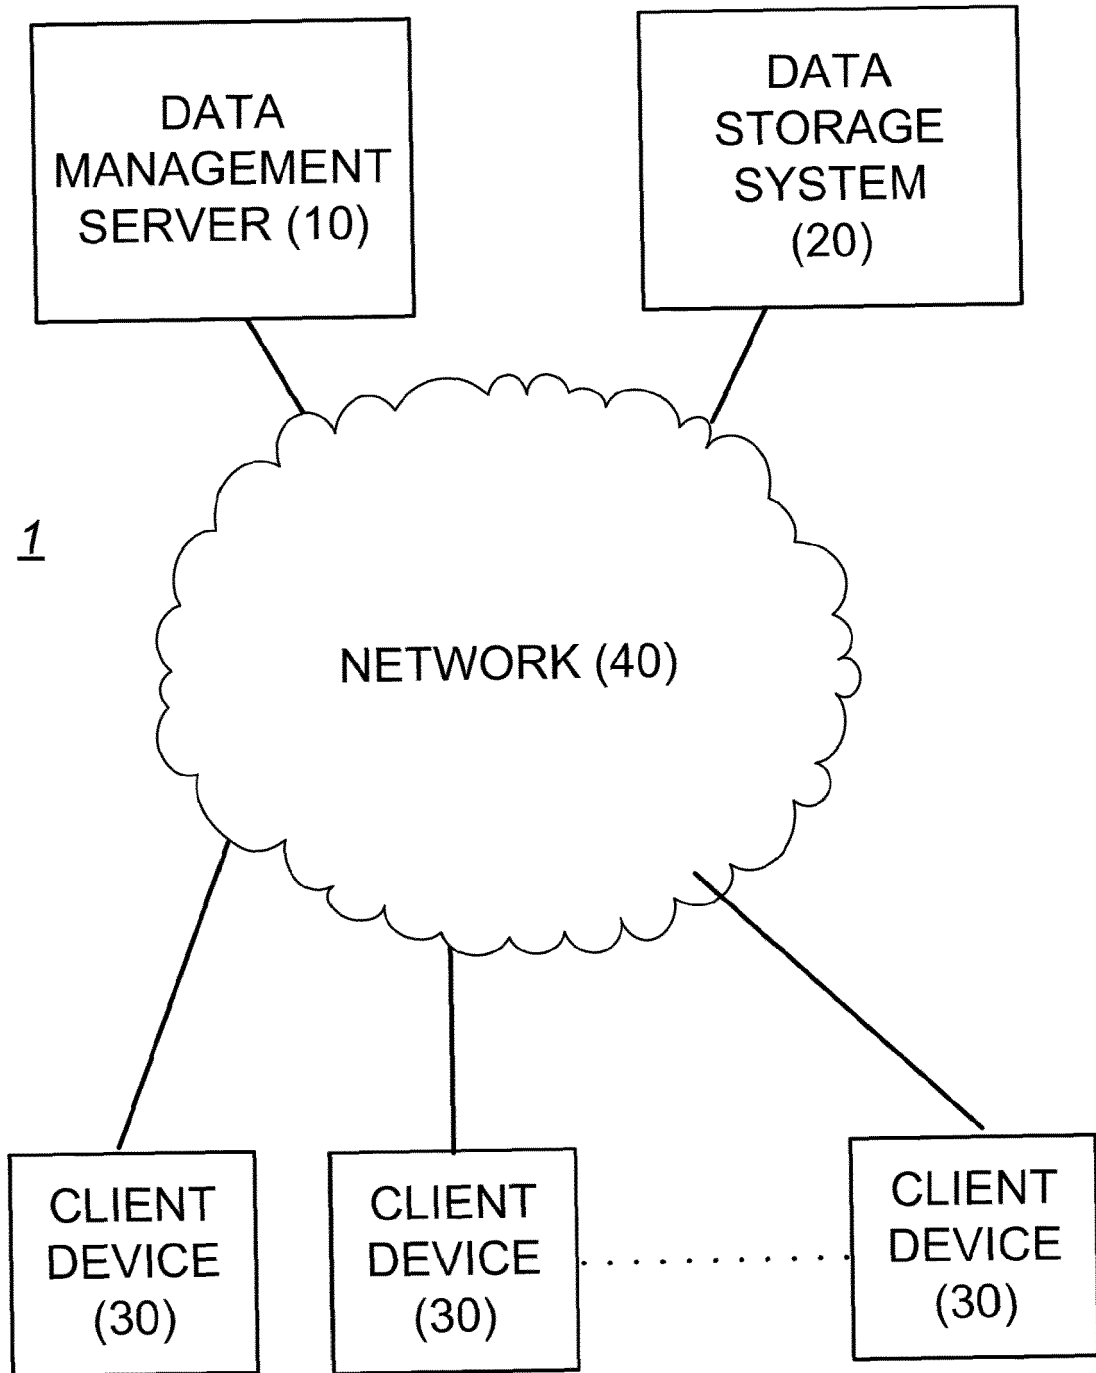 DATA
MANAGEMENT
SERVER (10)
DATA
STORAGE
SYSTEM
(20)
1
NETWORK (40)
CLIENT
DEVICE
(30)
CLIENT
DEVICE
(30)
CLIENT
DEVICE
(30)